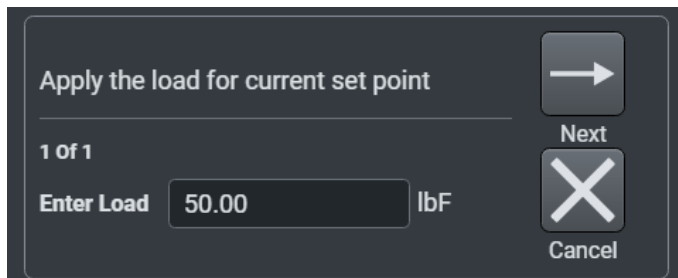 Apply the load for current set point
Next
1 Of 1
Enter Load 50.00 lbF
Cancel